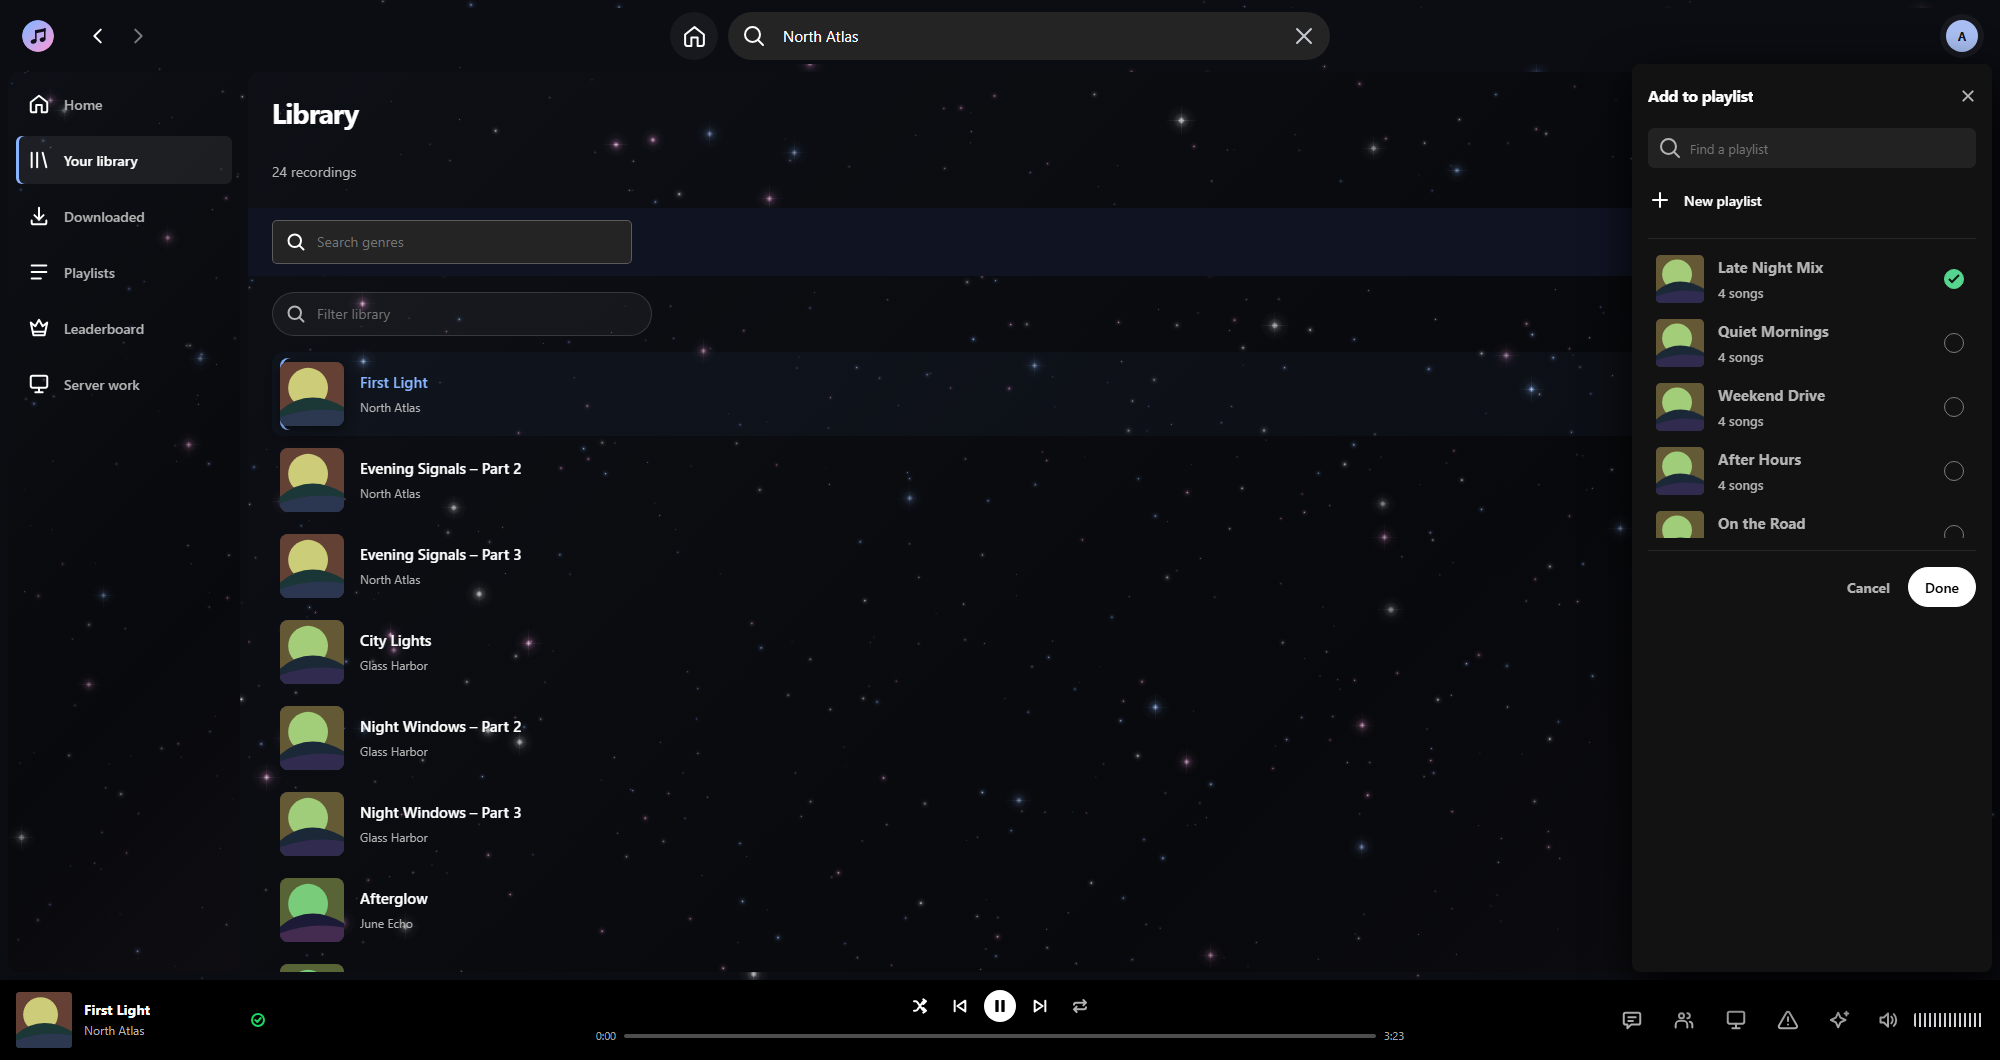 North Atlas
A
Home
Your library
Downloaded
Playlists
Leaderboard
Server work
Library
24 recordings
Search genres
Filter library
First Light
North Atlas
Evening Signals – Part 2
North Atlas
Evening Signals – Part 3
North Atlas
City Lights
Glass Harbor
Night Windows – Part 2
Glass Harbor
Night Windows – Part 3
Glass Harbor
Afterglow
June Echo
Add to playlist
Find a playlist
New playlist
Late Night Mix
4 songs
Quiet Mornings
4 songs
Weekend Drive
4 songs
After Hours
4 songs
On the Road
Cancel
Done
First Light
North Atlas
0:00
3:23